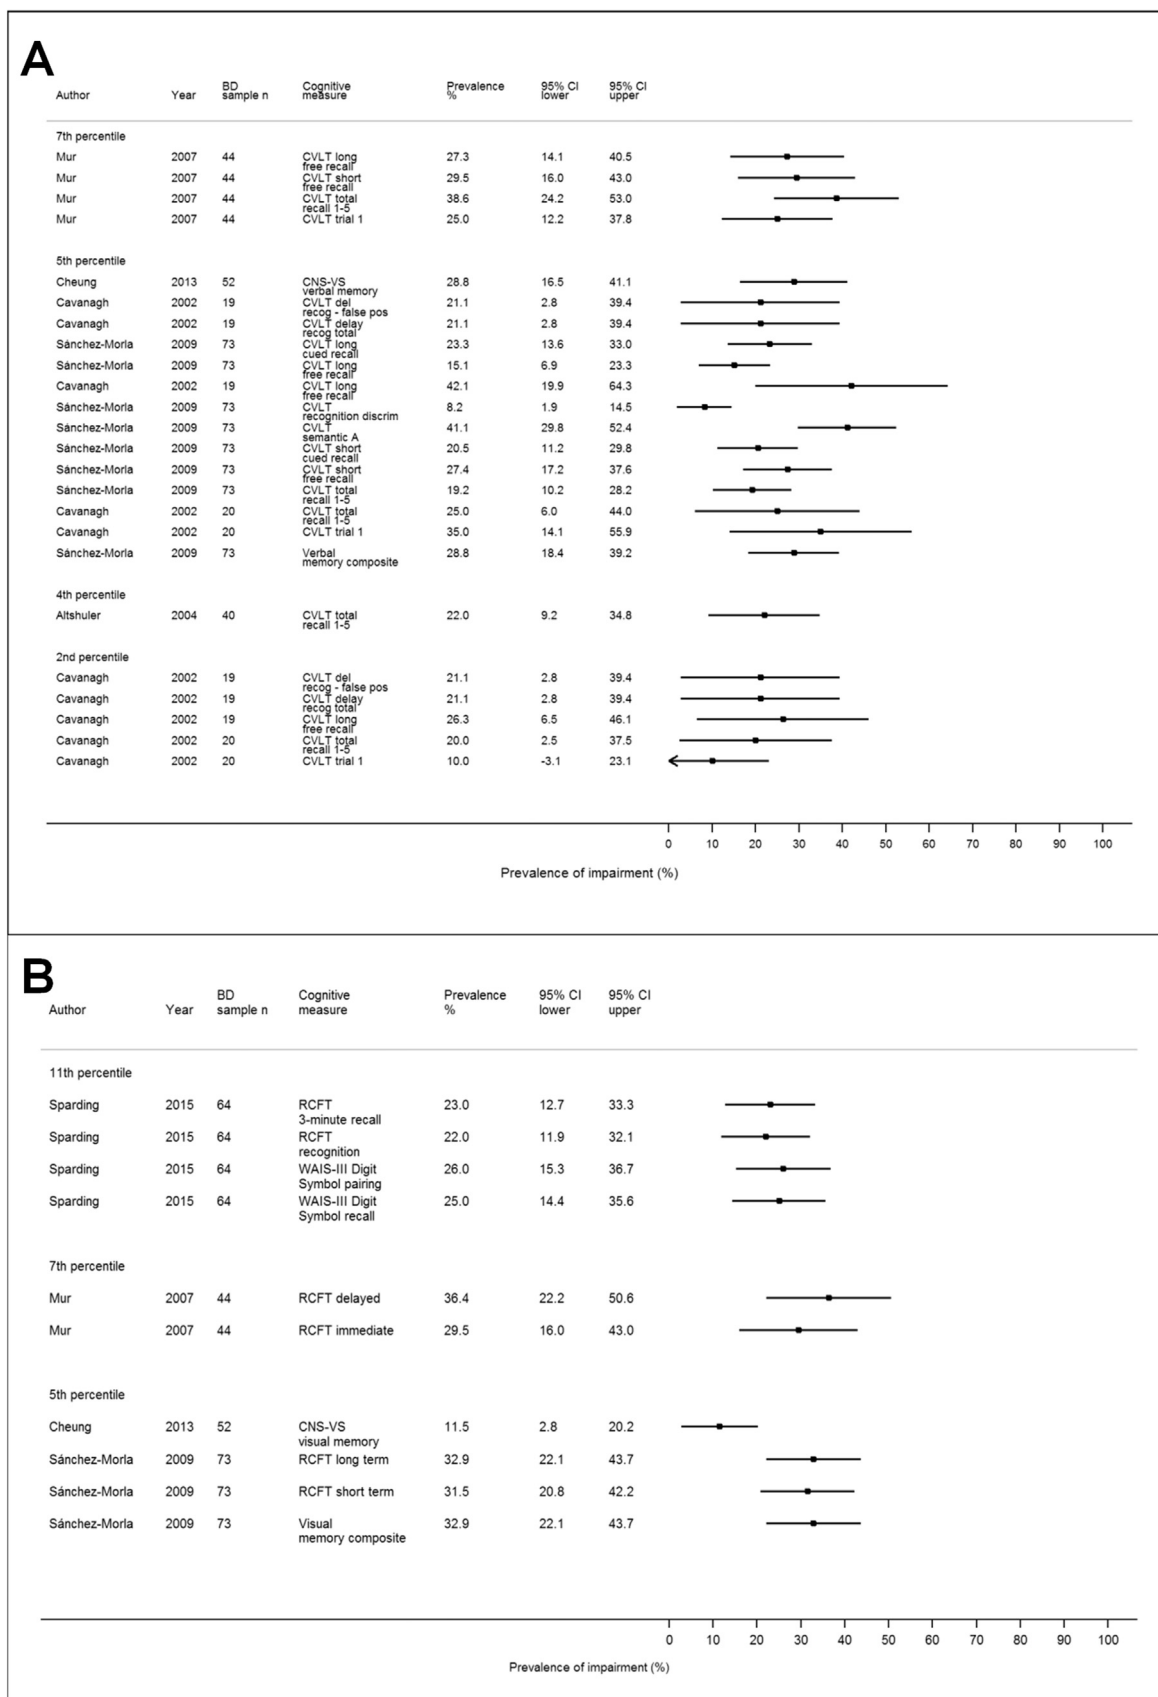 A
Author Year BD sample n Cognitive measure Prevalence % 95% CI lower 95% CI upper
7th percentile
Mur 2007 44 CVLT long free recall 27.3 14.1 40.5
Mur 2007 44 CVLT short free recall 29.5 16.0 43.0
Mur 2007 44 CVLT total recall 1-5 38.6 24.2 53.0
Mur 2007 44 CVLT trial 1 25.0 12.2 37.8
5th percentile
Cheung 2013 52 CNS-VS verbal memory 28.8 16.5 41.1
Cavanagh 2002 19 CVLT del recog - false pos 21.1 2.8 39.4
Cavanagh 2002 19 CVLT delay recog total 21.1 2.8 39.4
Sánchez-Morla 2009 73 CVLT long cued recall 23.3 13.6 33.0
Sánchez-Morla 2009 73 CVLT long free recall 15.1 6.9 23.3
Cavanagh 2002 19 CVLT long free recall 42.1 19.9 64.3
Sánchez-Morla 2009 73 CVLT recognition discrim 8.2 1.9 14.5
Sánchez-Morla 2009 73 CVLT semantic A 41.1 29.8 52.4
Sánchez-Morla 2009 73 CVLT short cued recall 20.5 11.2 29.8
Sánchez-Morla 2009 73 CVLT short free recall 27.4 17.2 37.6
Sánchez-Morla 2009 73 CVLT total recall 1-5 19.2 10.2 28.2
Cavanagh 2002 20 CVLT total recall 1-5 25.0 6.0 44.0
Cavanagh 2002 20 CVLT trial 1 35.0 14.1 55.9
Sánchez-Morla 2009 73 Verbal memory composite 28.8 18.4 39.2
4th percentile
Altshuler 2004 40 CVLT total recall 1-5 22.0 9.2 34.8
2nd percentile
Cavanagh 2002 19 CVLT del recog - false pos 21.1 2.8 39.4
Cavanagh 2002 19 CVLT delay recog total 21.1 2.8 39.4
Cavanagh 2002 19 CVLT long free recall 26.3 6.5 46.1
Cavanagh 2002 20 CVLT total recall 1-5 20.0 2.5 37.5
Cavanagh 2002 20 CVLT trial 1 10.0 -3.1 23.1
0 10 20 30 40 50 60 70 80 90 100
Prevalence of impairment (%)
B
Author Year BD sample n Cognitive measure Prevalence % 95% CI lower 95% CI upper
11th percentile
Sparding 2015 64 RCFT 3-minute recall 23.0 12.7 33.3
Sparding 2015 64 RCFT recognition 22.0 11.9 32.1
Sparding 2015 64 WAIS-III Digit Symbol pairing 26.0 15.3 36.7
Sparding 2015 64 WAIS-III Digit Symbol recall 25.0 14.4 35.6
7th percentile
Mur 2007 44 RCFT delayed 36.4 22.2 50.6
Mur 2007 44 RCFT immediate 29.5 16.0 43.0
5th percentile
Cheung 2013 52 CNS-VS visual memory 11.5 2.8 20.2
Sánchez-Morla 2009 73 RCFT long term 32.9 22.1 43.7
Sánchez-Morla 2009 73 RCFT short term 31.5 20.8 42.2
Sánchez-Morla 2009 73 Visual memory composite 32.9 22.1 43.7
0 10 20 30 40 50 60 70 80 90 100
Prevalence of impairment (%)